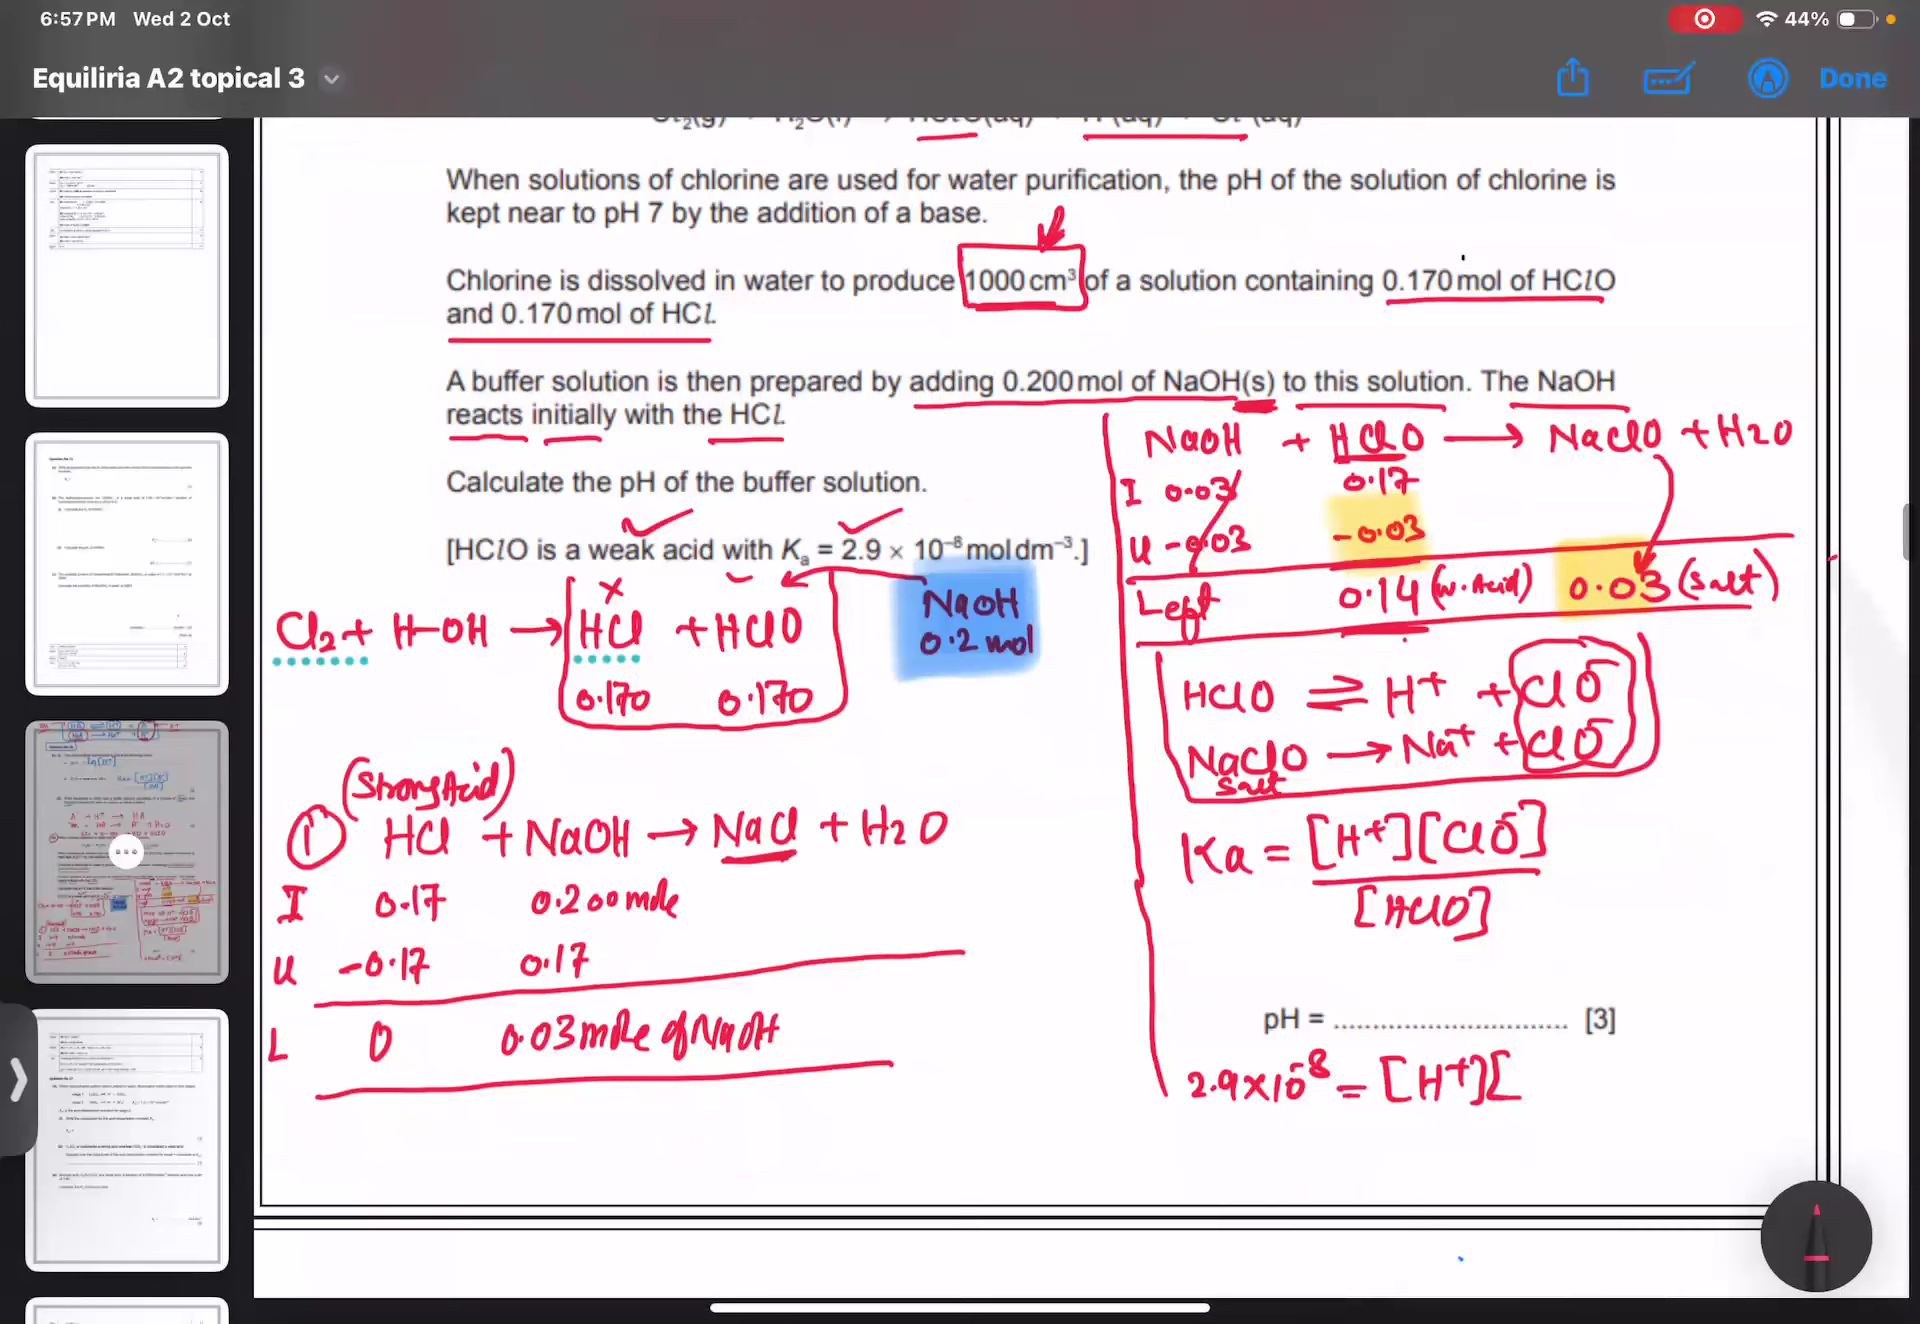 6:57 PM Wed 2 Oct
44%
Equiliria A2 topical 3
Done
When solutions of chlorine are used for water purification, the pH of the solution of chlorine is
kept near to pH 7 by the addition of a base.
Chlorine is dissolved in water to produce 1000 cm³ of a solution containing 0.170 mol of HClO
and 0.170 mol of HCl.
A buffer solution is then prepared by adding 0.200 mol of NaOH(s) to this solution. The NaOH
reacts initially with the HCl.
Calculate the pH of the buffer solution.
[HClO is a weak acid with Kₐ = 2.9 × 10⁻⁸ mol dm⁻³.]
NaOH + HClO → NaClO + H2O
I 0.03 0.17
U -0.03 -0.03
Left 0.14 (w.Acid) 0.03 (salt)
NaOH
0.2 mol
Cl2 + H-OH → HCl + HClO
0.170 0.170
HClO ⇌ H+ + ClO-
NaClO → Na+ + ClO-
salt
(Strong Acid)
① HCl + NaOH → NaCl + H2O
I 0.17 0.200 mole
U -0.17 0.17
L 0 0.03 mole of NaOH
Ka = [H+][ClO-]
[HClO]
pH = .............................. [3]
2.9×10⁻⁸ = [H+][